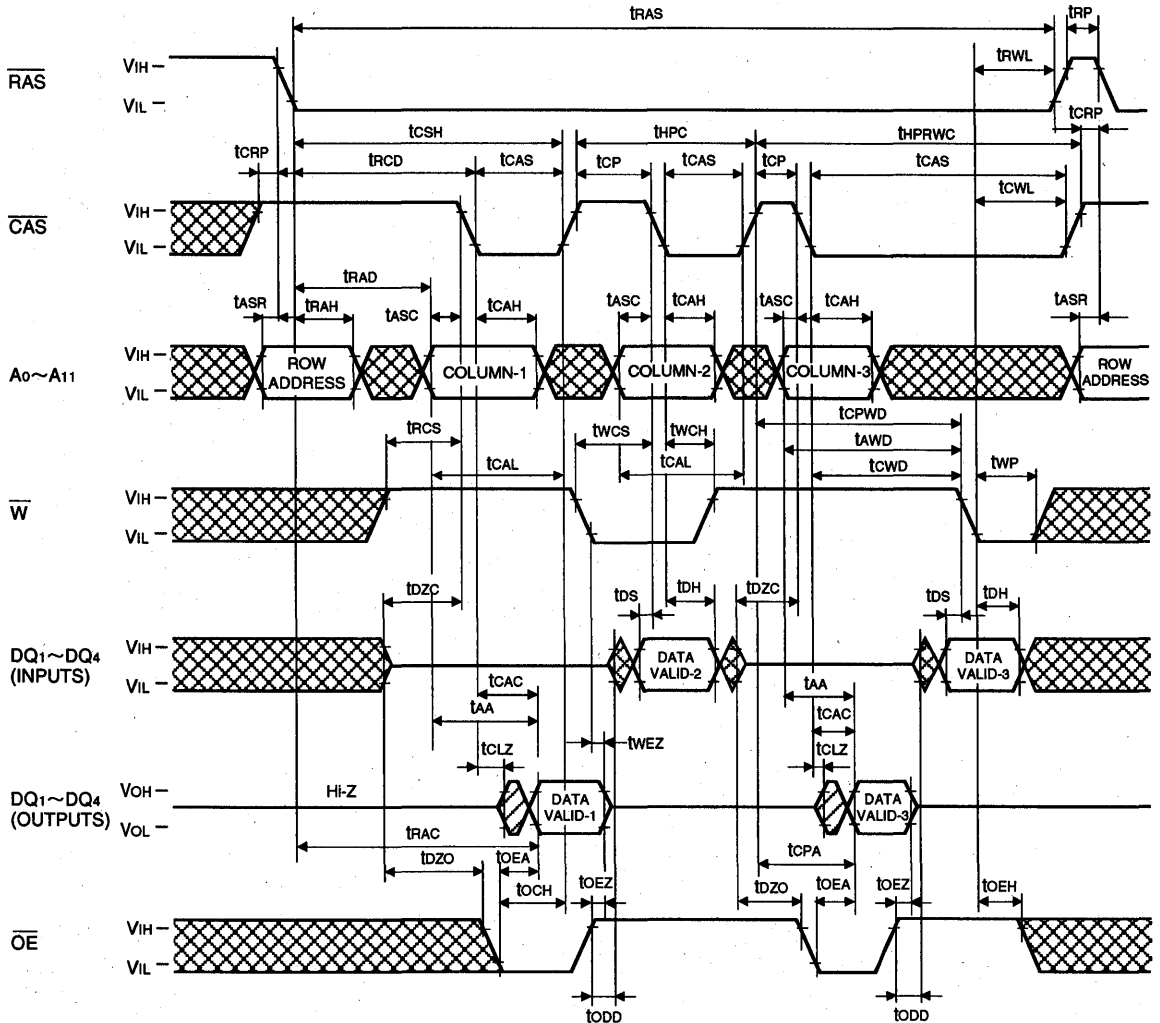 tRAS
tRP
tRWL
RAS
VIH
VIL
tCRP
tCSH
tHPC
tHPRWC
tCRP
tRCD
tCAS
tCP
tCAS
tCP
tCAS
tCWL
CAS
VIH
VIL
tRAD
tASR
tRAH
tASC
tCAH
tASC
tCAH
tASC
tCAH
tASR
A0~A11
VIH
VIL
ROW ADDRESS
COLUMN-1
COLUMN-2
COLUMN-3
ROW ADDRESS
tRCS
tWCS
tWCH
tCPWD
tAWD
tCAL
tCAL
tCWD
tWP
W
VIH
VIL
tDZC
tDS
tDH
tDZC
tDS
tDH
DQ1~DQ4
(INPUTS)
VIH
VIL
DATA VALID-2
DATA VALID-3
tCAC
tAA
tAA
tCAC
tCLZ
tWEZ
tCLZ
DQ1~DQ4
(OUTPUTS)
VOH
VOL
Hi-Z
DATA VALID-1
DATA VALID-3
tRAC
tCPA
tDZO
tOEA
tOCH
tOEZ
tDZO
tOEA
tOEZ
tOEH
OE
VIH
VIL
tODD
tODD